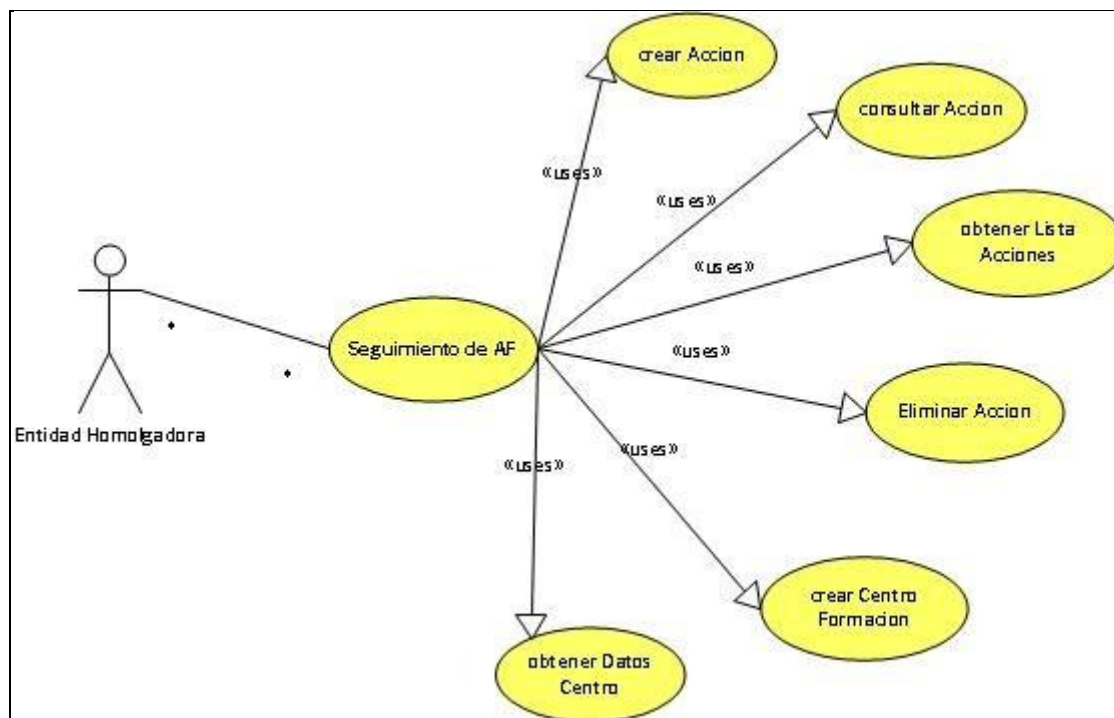 crear Accion
consultar Accion
«uses»
«uses»
obtener Lista
Acciones
«uses»
Seguimiento de AF
«uses»
Eliminar Accion
Entidad Homolgadora
«uses»
«uses»
crear Centro
Formacion
obtener Datos
Centro